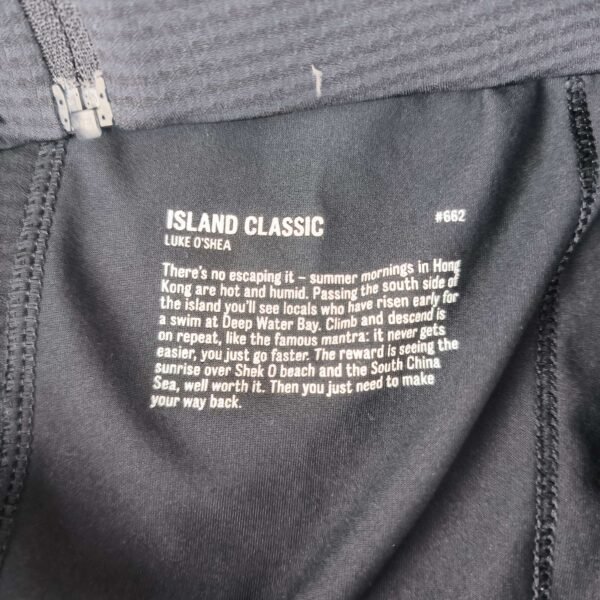 ISLAND CLASSIC #662
LUKE O'SHEA
There's no escaping it – summer mornings in Hong
Kong are hot and humid. Passing the south side of
the island you'll see locals who have risen early for
a swim at Deep Water Bay. Climb and descend is
on repeat, like the famous mantra: it never gets
easier, you just go faster. The reward is seeing the
sunrise over Shek O beach and the South China
Sea, well worth it. Then you just need to make
your way back.